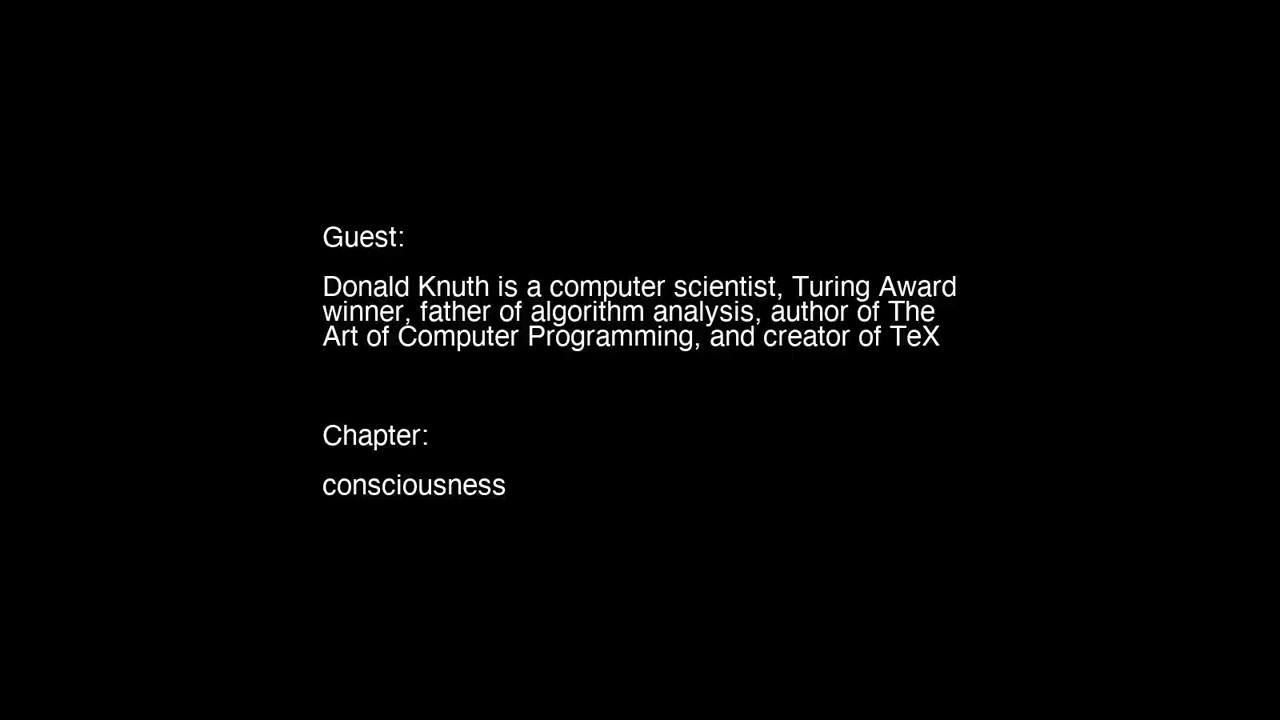 Guest:
Donald Knuth is a computer scientist, Turing Award
winner, father of algorithm analysis, author of The
Art of Computer Programming, and creator of TeX
Chapter:
consciousness